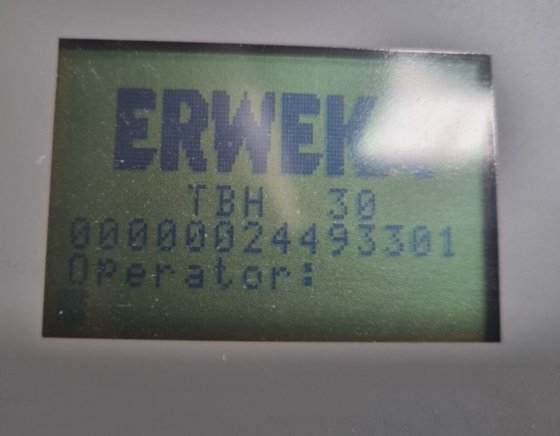 ERWEKA
TBH 30
00000024493301
Operator: